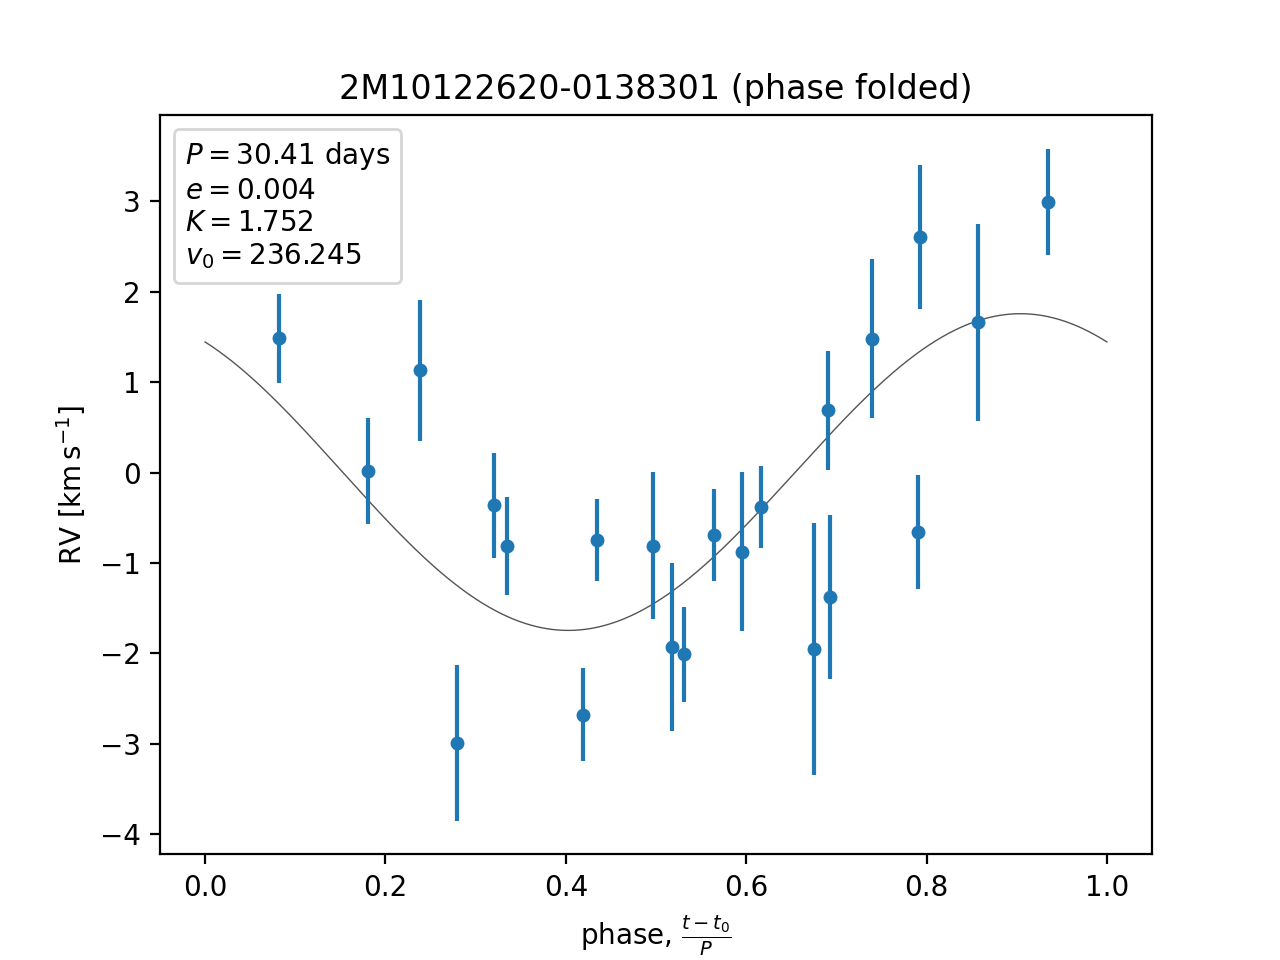 2M10122620-0138301 (phase folded)
P = 30.41 days
e = 0.004
K = 1.752
v₀ = 236.245
3
2
1
0
−1
−2
−3
−4
RV [km s⁻¹]
0.0 0.2 0.4 0.6 0.8 1.0
phase, (t − t₀)/P